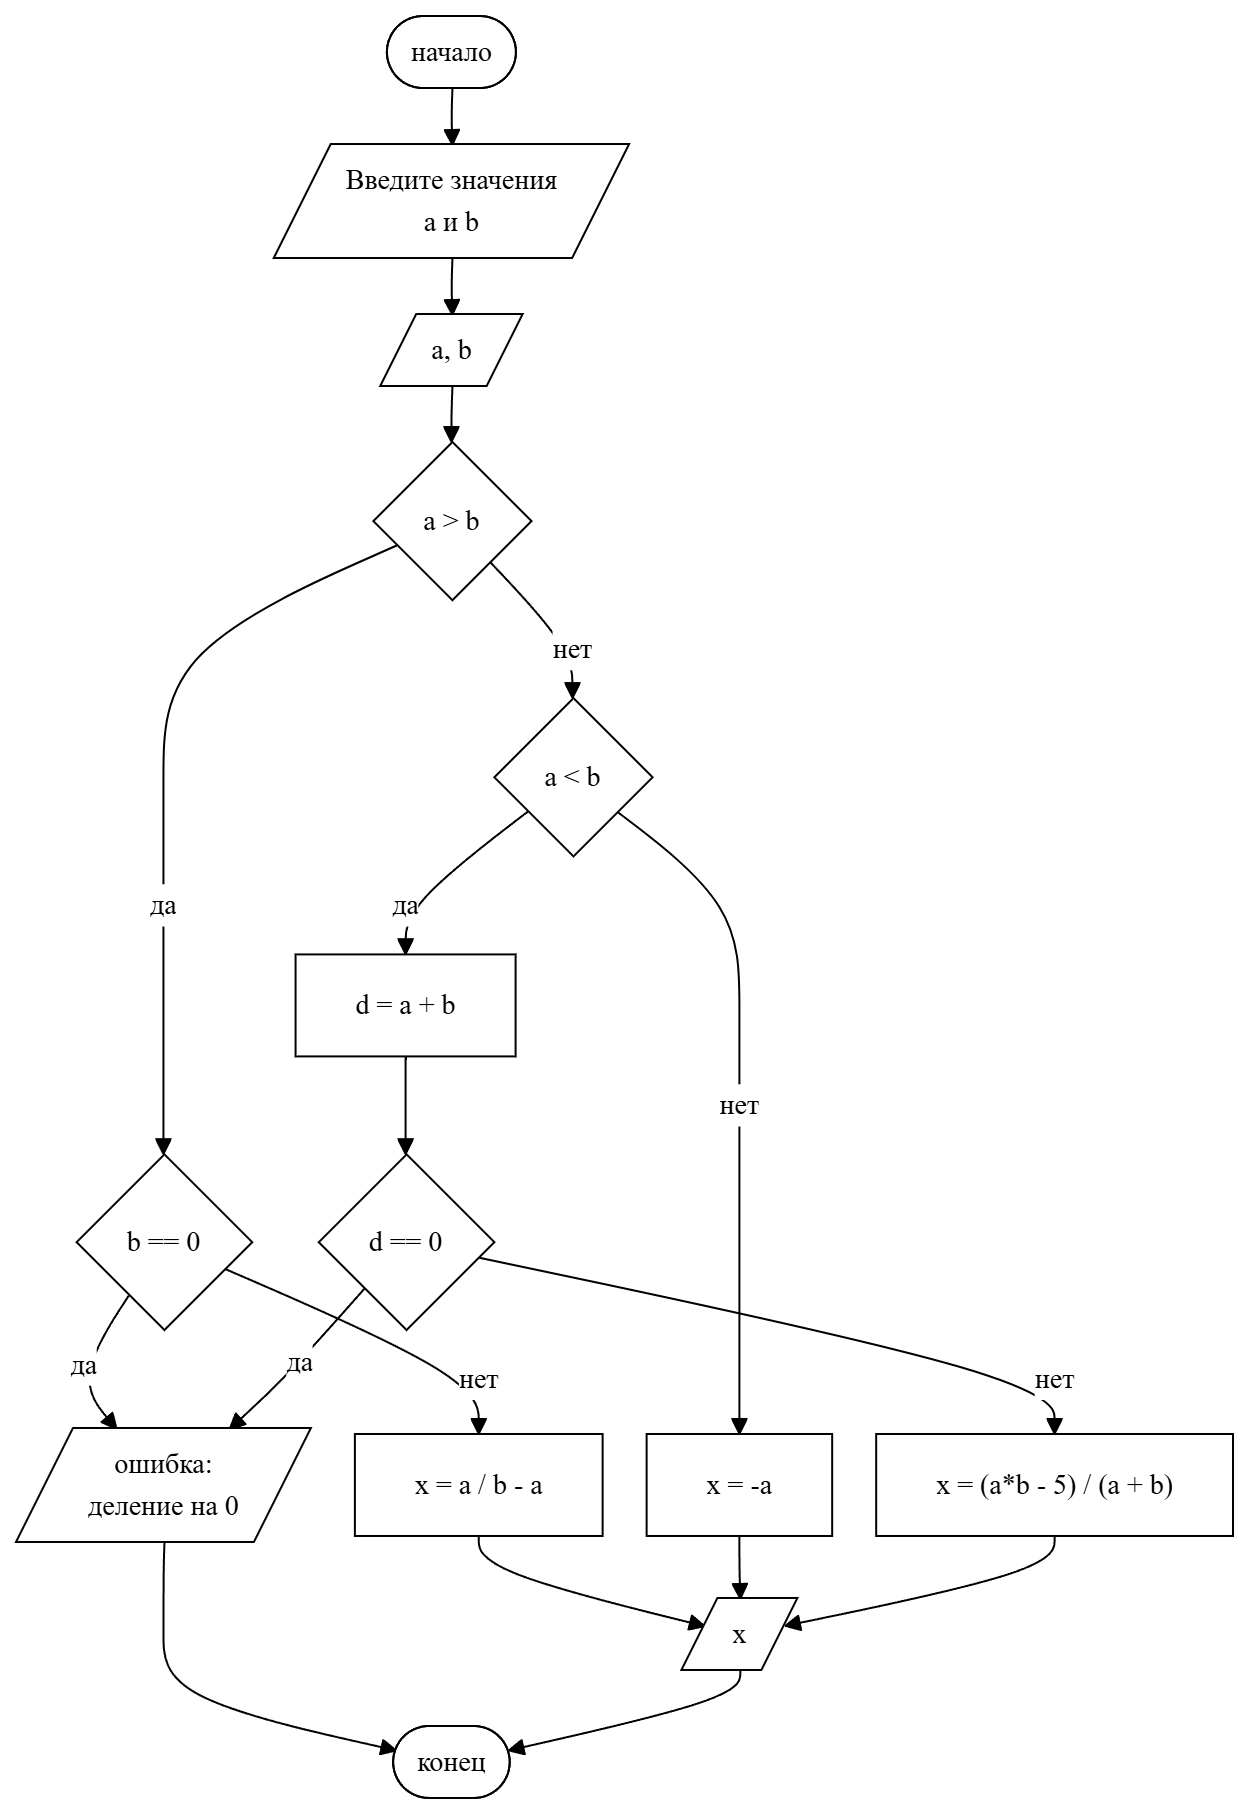 начало
Введите значения
a и b
a, b
a > b
нет
a < b
да
да
d = a + b
нет
b == 0
d == 0
да
да
нет
нет
ошибка:
деление на 0
x = a / b - a
x = -a
x = (a*b - 5) / (a + b)
x
конец